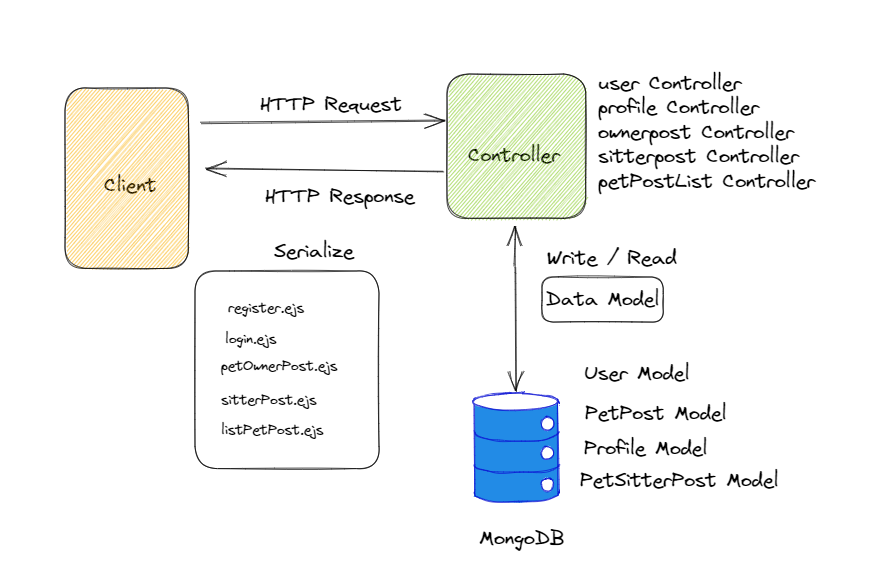 HTTP Request
Client
HTTP Response
Controller
user Controller
profile Controller
ownerpost Controller
sitterpost Controller
petPostList Controller
Serialize
register.ejs
login.ejs
petOwnerPost.ejs
sitterPost.ejs
listPetPost.ejs
Write / Read
Data Model
User Model
PetPost Model
Profile Model
PetSitterPost Model
MongoDB